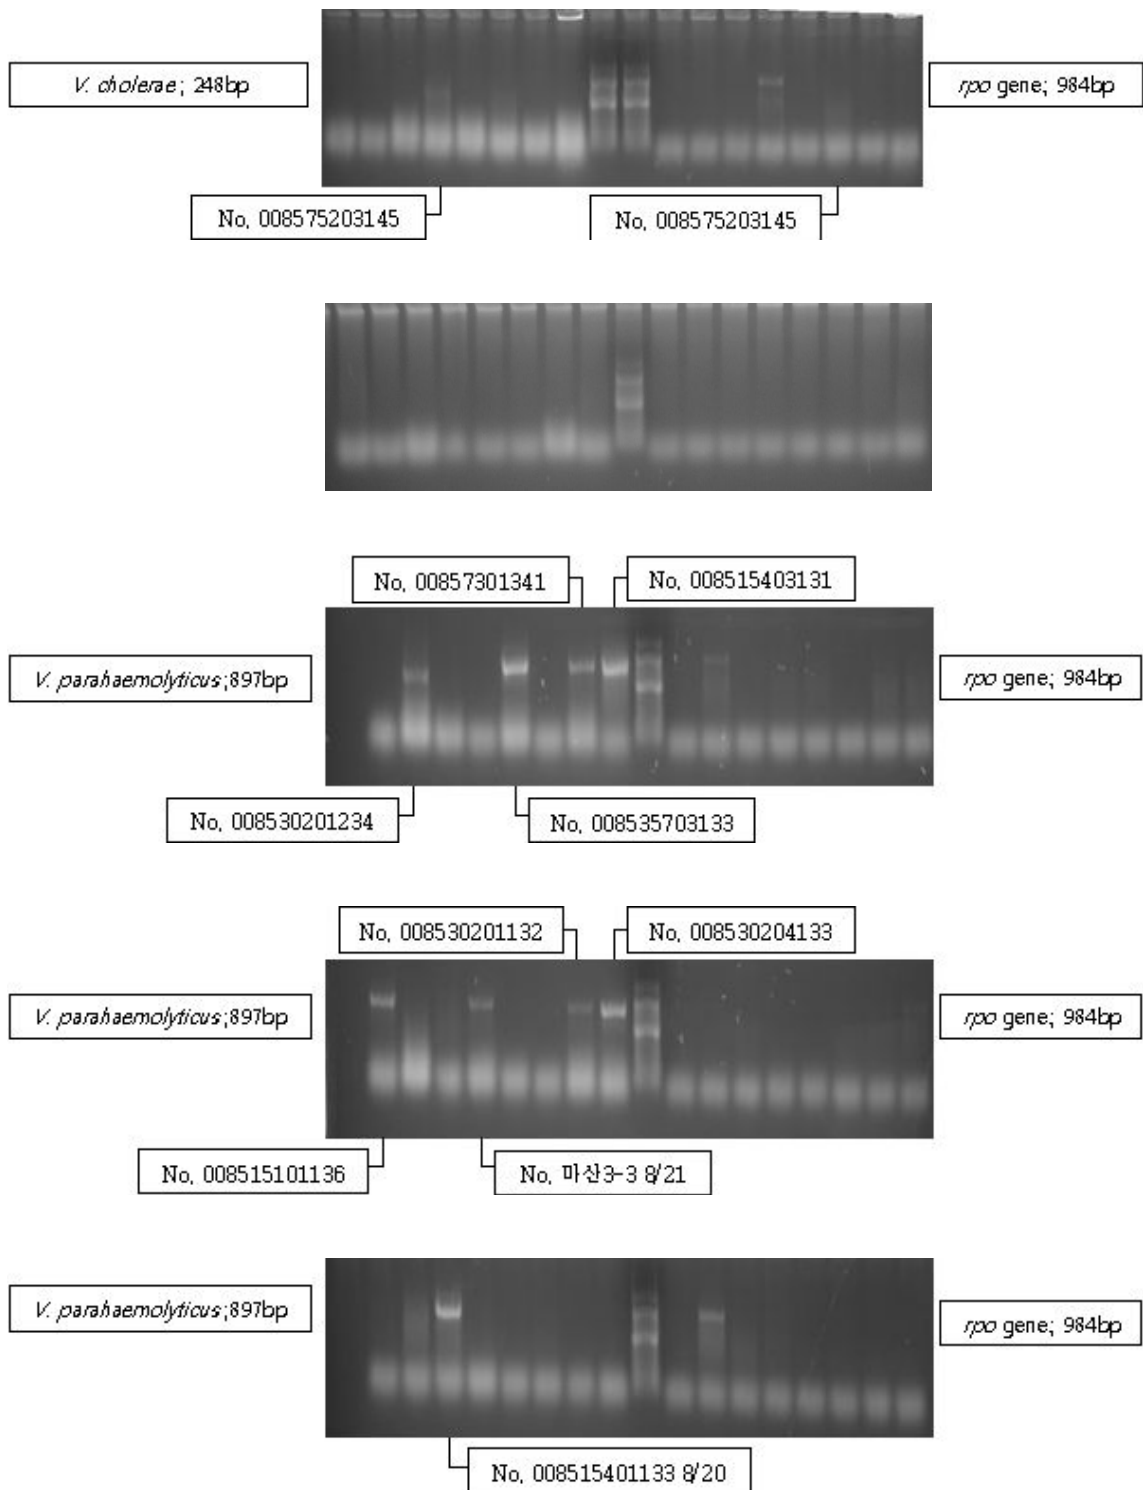 V. cholerae; 248bp
rpo gene; 984bp
No, 008575203145
No, 008575203145
No, 00857301341
No, 008515403131
V. parahaemolyticus;897bp
rpo gene; 984bp
No, 008530201234
No, 008535703133
No, 008530201132
No, 008530204133
V. parahaemolyticus;897bp
rpo gene; 984bp
No, 008515101136
No, 마산3-3 8/21
V. parahaemolyticus;897bp
rpo gene; 984bp
No, 008515401133 8/20